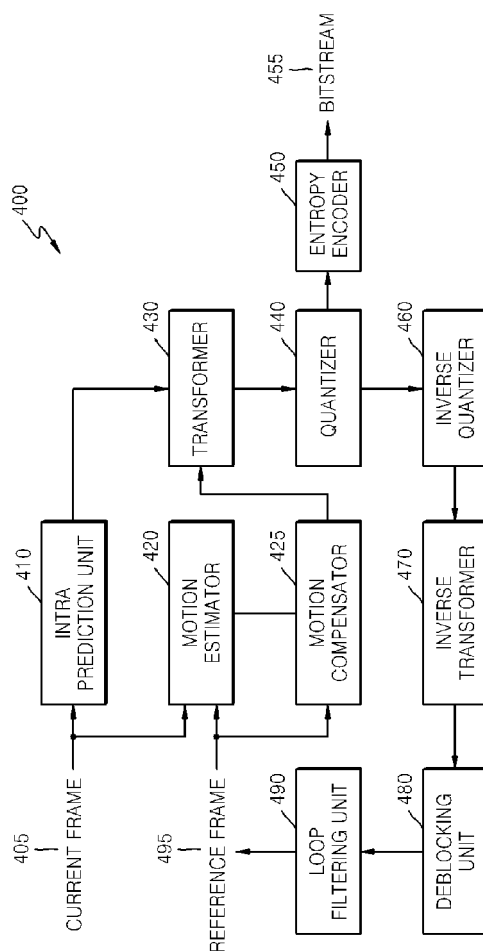 400
405
CURRENT FRAME
410
INTRA
PREDICTION UNIT
495
REFERENCE FRAME
420
MOTION
ESTIMATOR
425
MOTION
COMPENSATOR
430
TRANSFORMER
440
QUANTIZER
450
ENTROPY
ENCODER
455
BITSTREAM
460
INVERSE
QUANTIZER
470
INVERSE
TRANSFORMER
480
DEBLOCKING
UNIT
490
LOOP
FILTERING UNIT